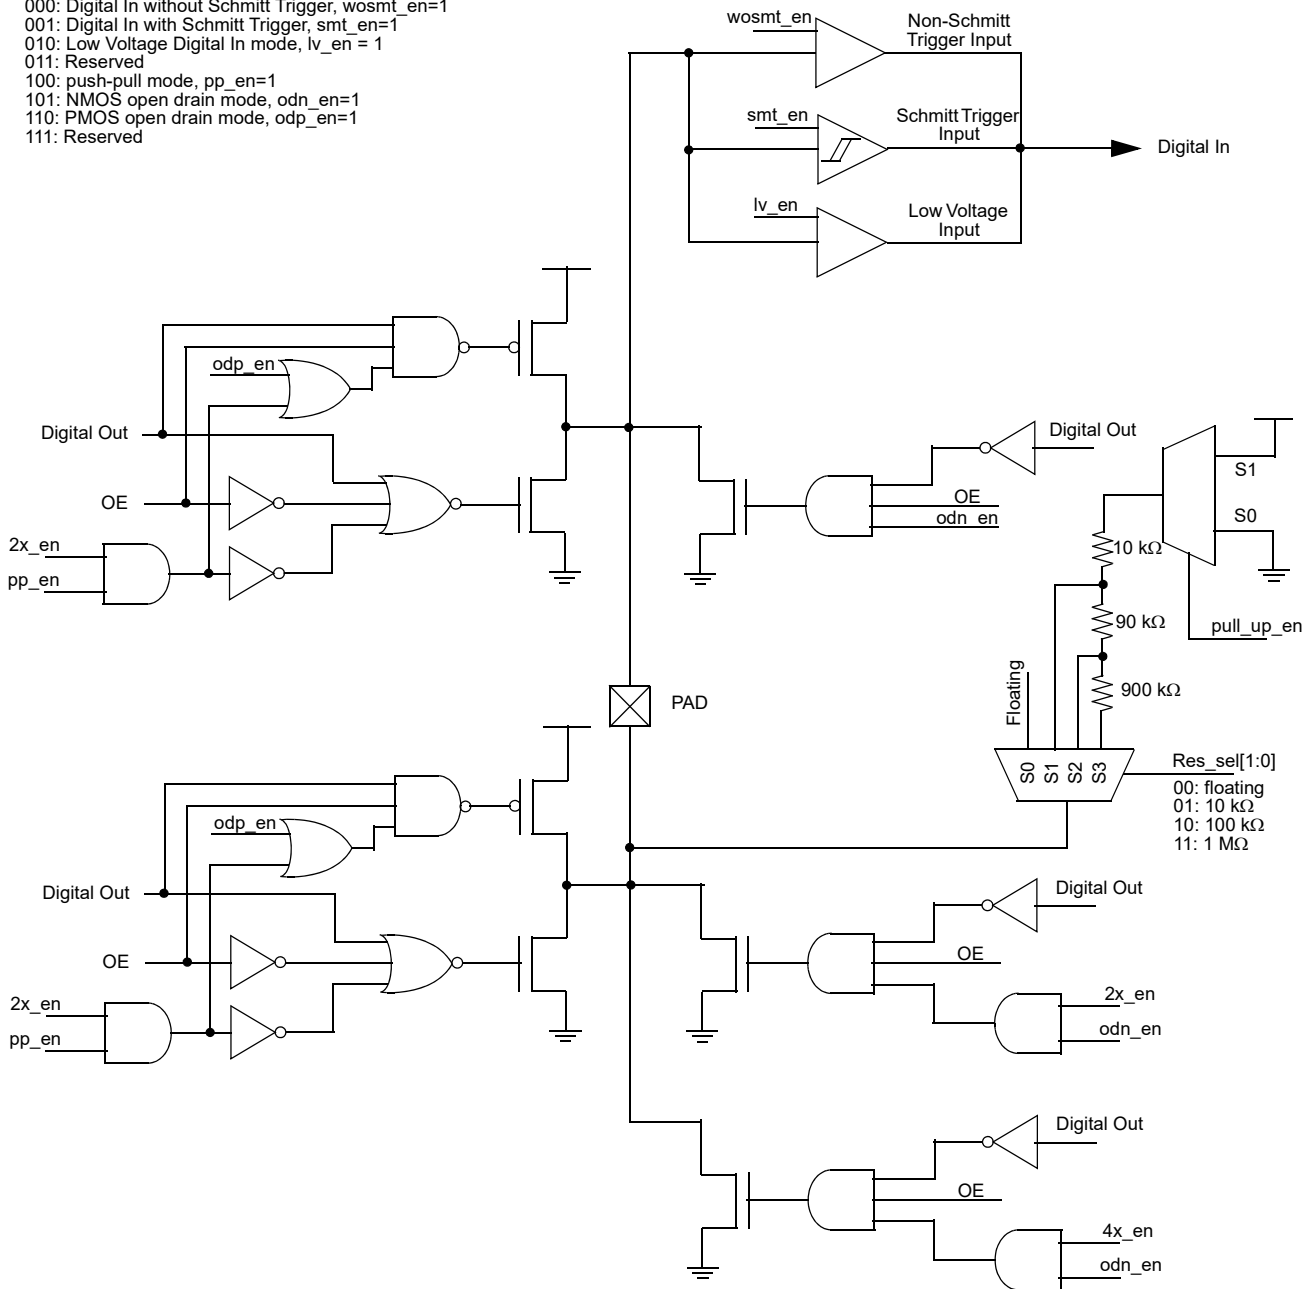 000: Digital In without Schmitt Trigger, wosmt_en=1
001: Digital In with Schmitt Trigger, smt_en=1
010: Low Voltage Digital In mode, lv_en = 1
011: Reserved
100: push-pull mode, pp_en=1
101: NMOS open drain mode, odn_en=1
110: PMOS open drain mode, odp_en=1
111: Reserved
wosmt_en
Non-Schmitt
Trigger Input
smt_en
Schmitt Trigger
Input
Digital In
lv_en
Low Voltage
Input
odp_en
Digital Out
OE
2x_en
pp_en
Digital Out
OE
odn_en
S1
S0
10 kΩ
90 kΩ
pull_up_en
900 kΩ
Floating
S0
S1
S2
S3
Res_sel[1:0]
00: floating
01: 10 kΩ
10: 100 kΩ
11: 1 MΩ
PAD
odp_en
Digital Out
OE
2x_en
pp_en
Digital Out
OE
2x_en
odn_en
Digital Out
OE
4x_en
odn_en